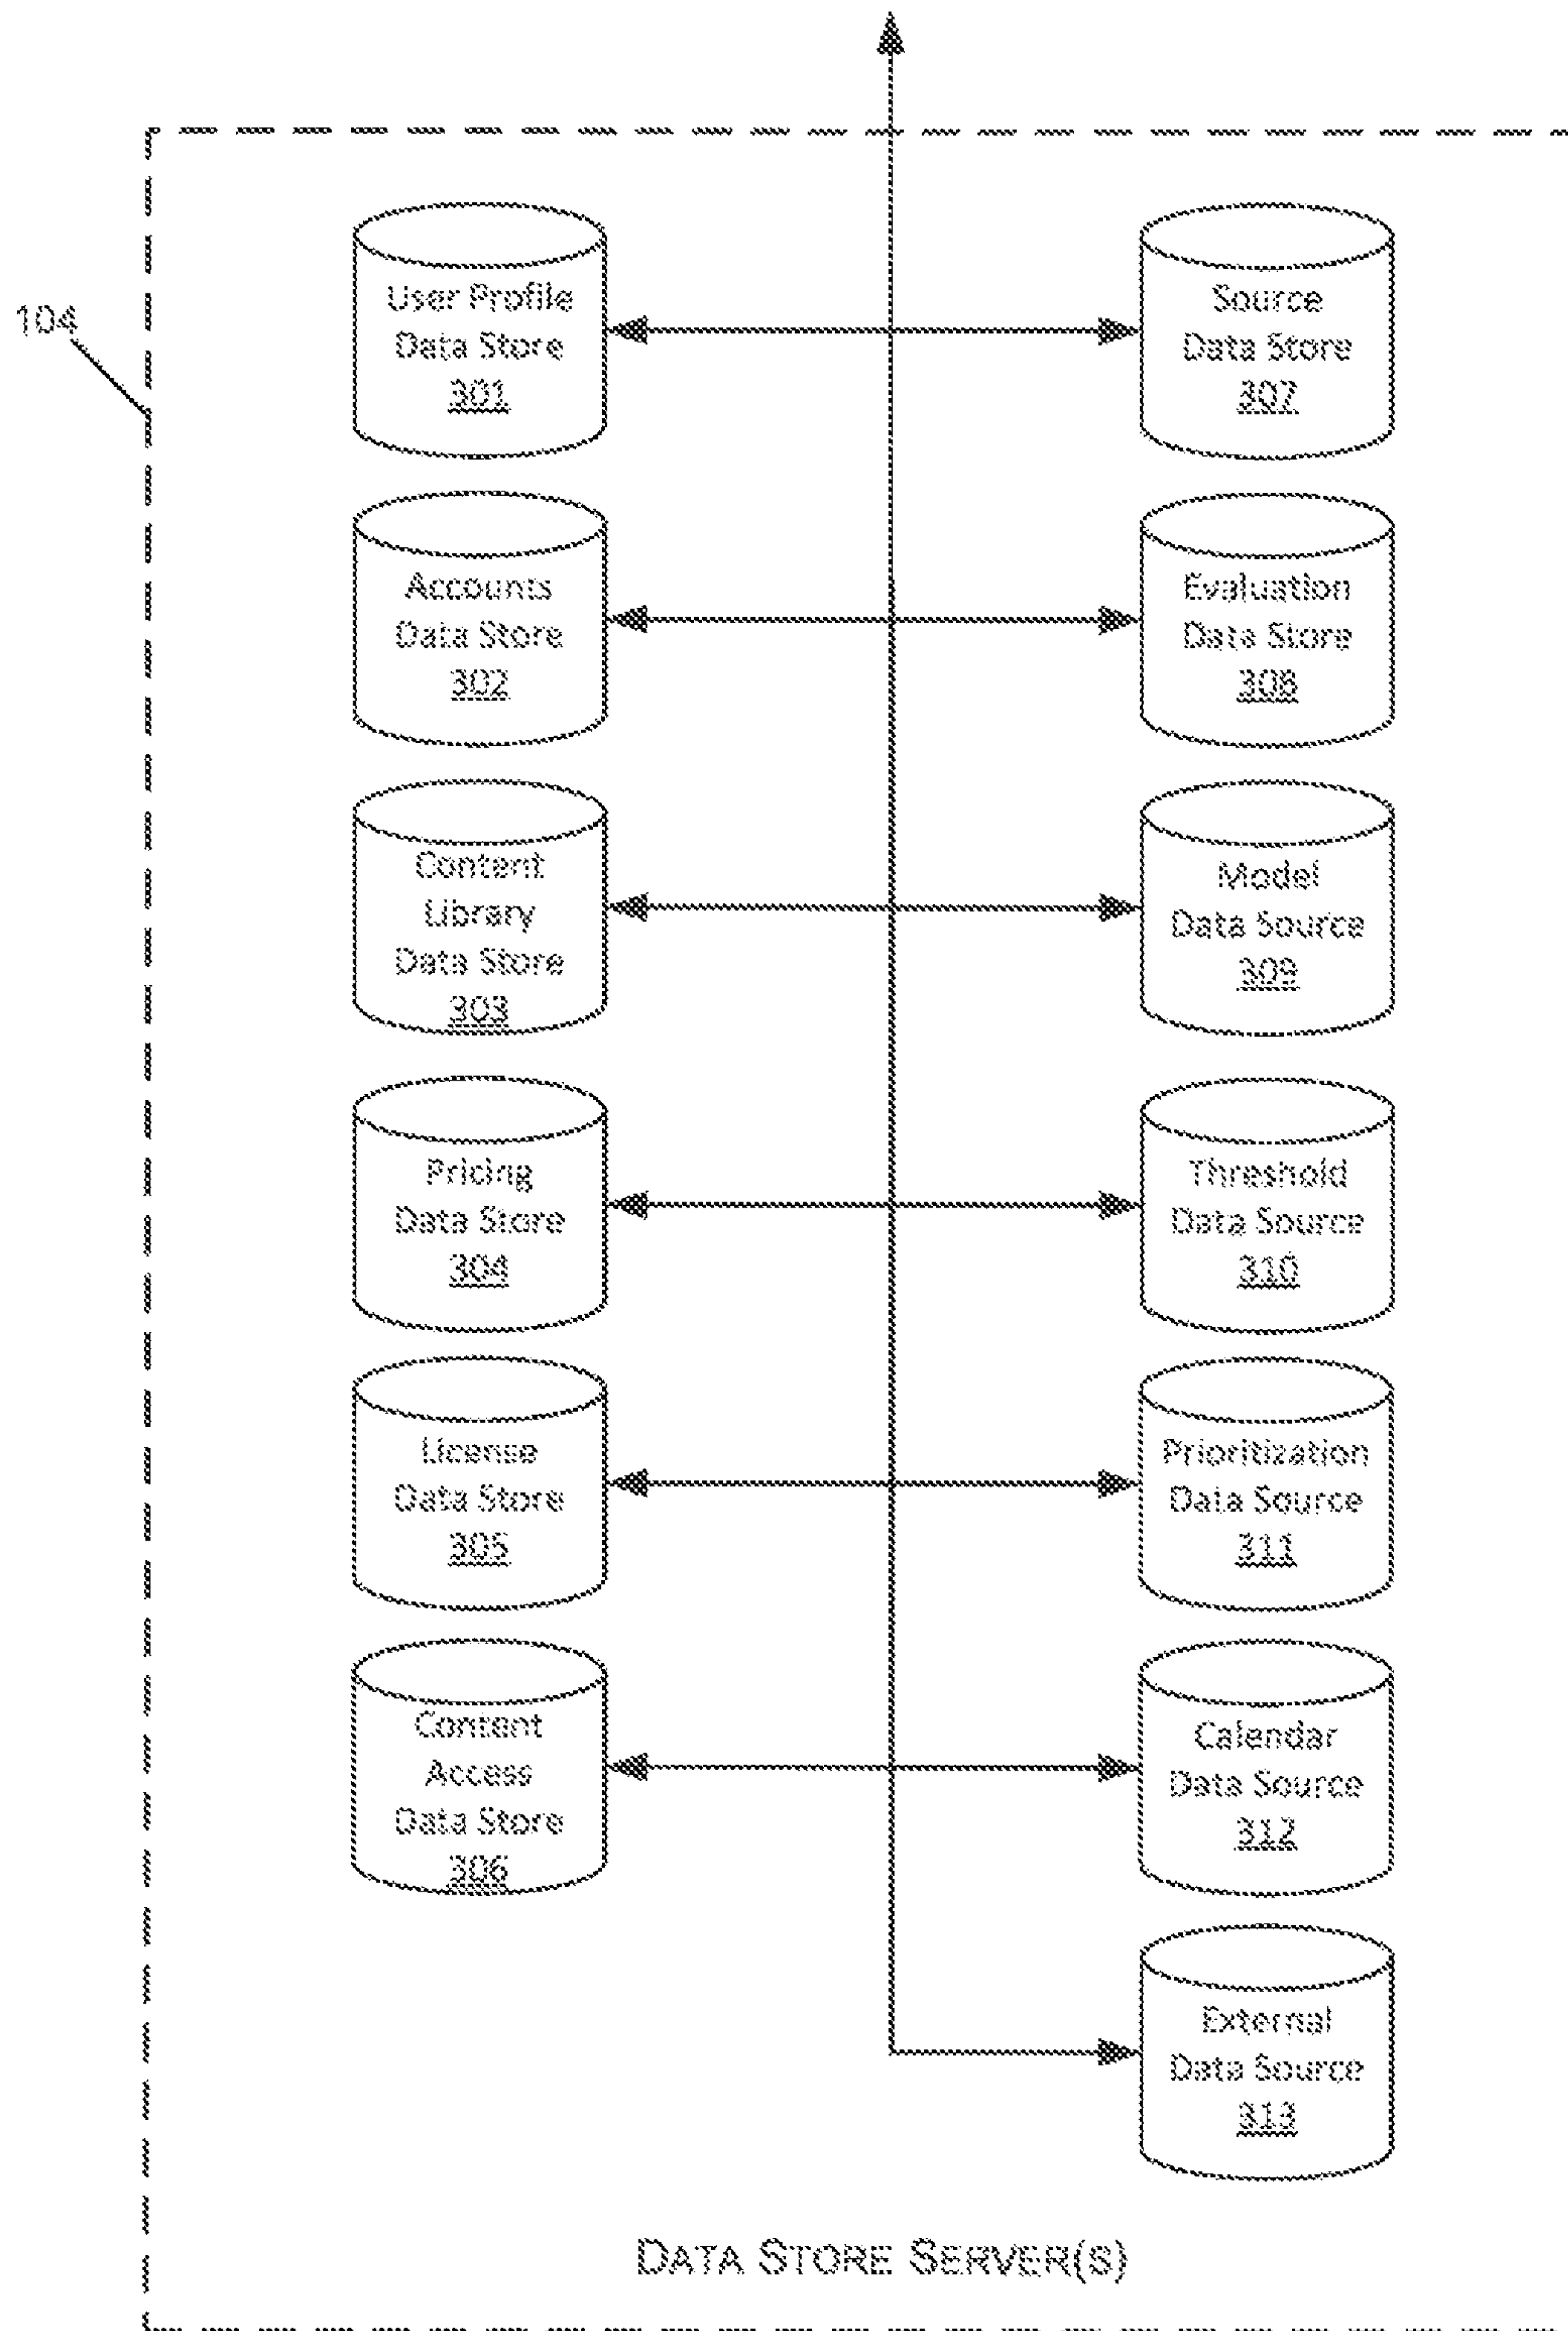 104
User Profile
Data Store
301
Source
Data Store
307
Accounts
Data Store
302
Evaluation
Data Store
308
Content
Library
Data Store
303
Model
Data Source
309
Pricing
Data Store
304
Threshold
Data Source
310
License
Data Store
305
Prioritization
Data Source
311
Content
Access
Data Store
306
Calendar
Data Source
312
External
Data Source
313
DATA STORE SERVER(S)